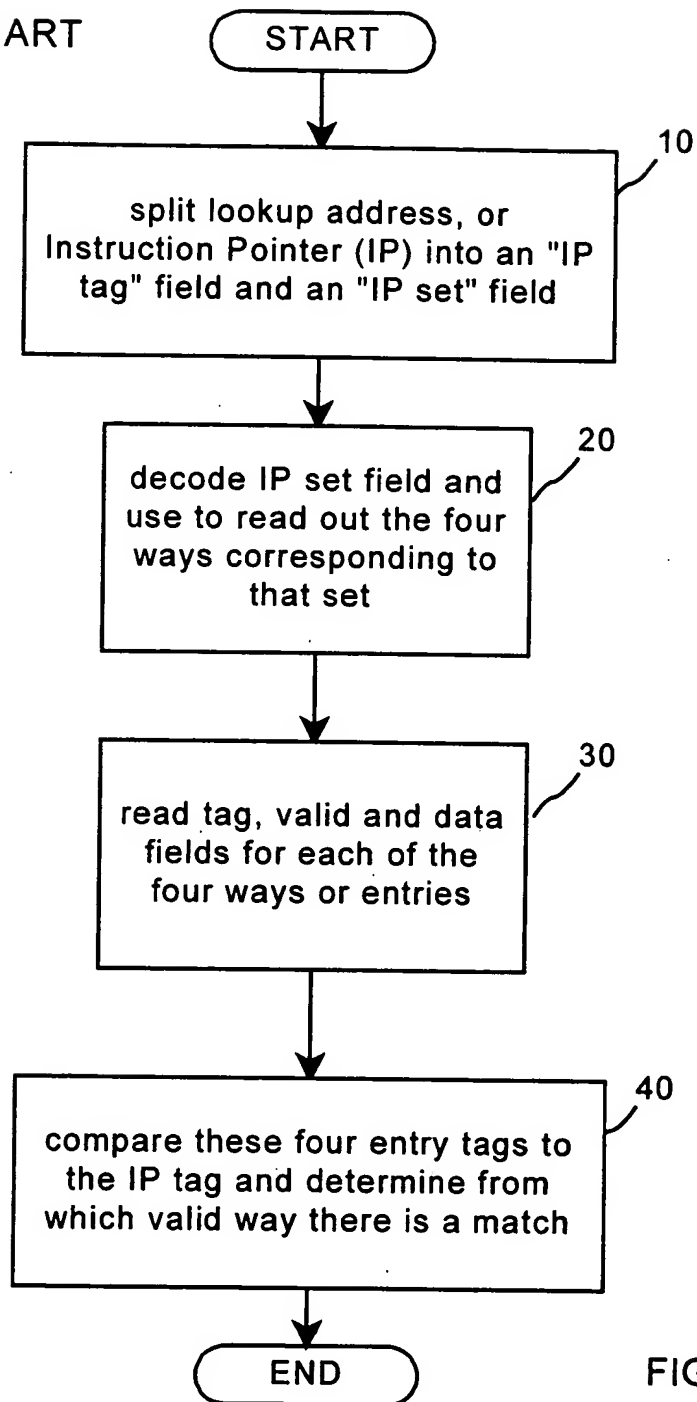 ART
START
10
split lookup address, or
Instruction Pointer (IP) into an "IP
tag" field and an "IP set" field
20
decode IP set field and
use to read out the four
ways corresponding to
that set
30
read tag, valid and data
fields for each of the
four ways or entries
40
compare these four entry tags to
the IP tag and determine from
which valid way there is a match
END
FIG